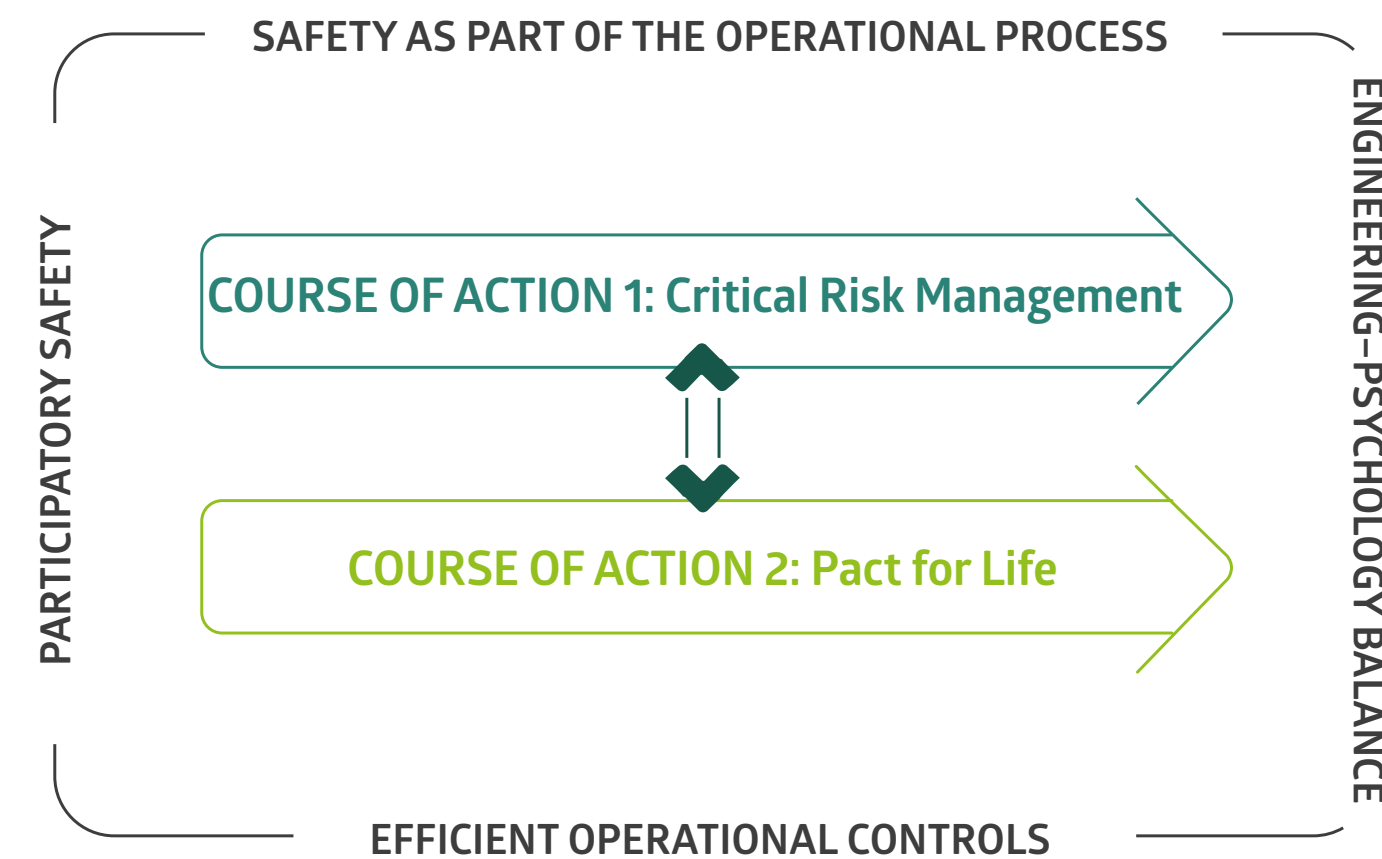 SAFETY AS PART OF THE OPERATIONAL PROCESS
PARTICIPATORY SAFETY
COURSE OF ACTION 1: Critical Risk Management
COURSE OF ACTION 2: Pact for Life
ENGINEERING–PSYCHOLOGY BALANCE
EFFICIENT OPERATIONAL CONTROLS